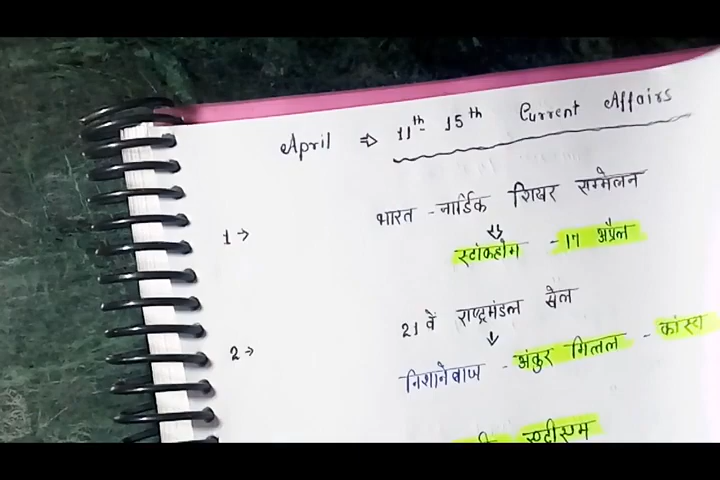 April ⇒ 11th - 15th Current Affairs
1→ भारत - नार्डिक शिखर सम्मेलन
स्टॉकहोम - 17 अप्रैल
21 वें राष्ट्रमंडल खेल
2→
निशानेबाज - अंकुर मित्तल - कांस्य